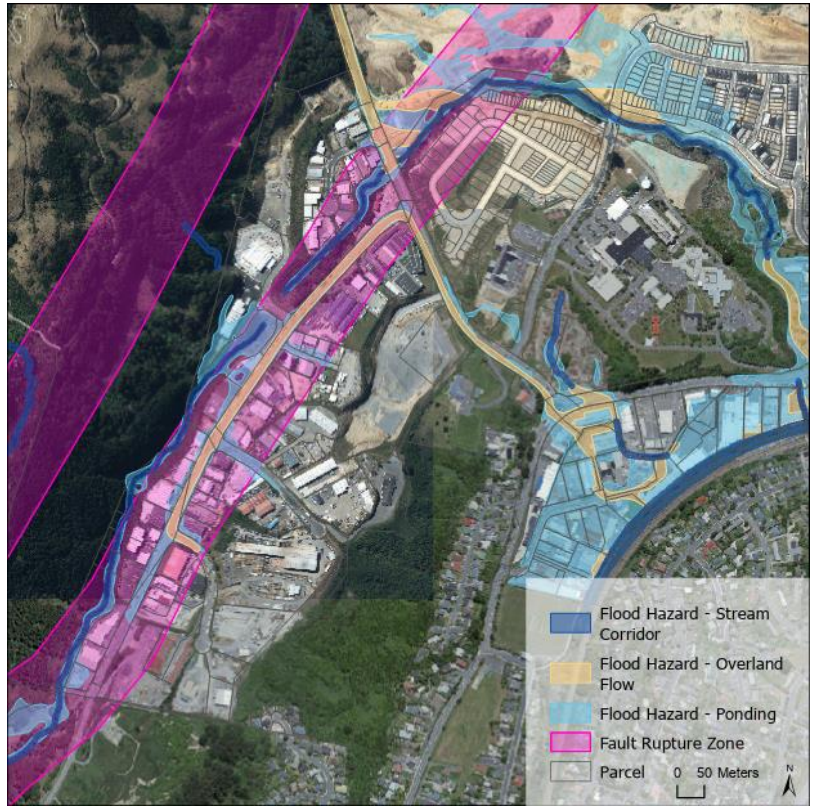 Flood Hazard - Stream
Corridor
Flood Hazard - Overland
Flow
Flood Hazard - Ponding
Fault Rupture Zone
Parcel
0 50 Meters
N